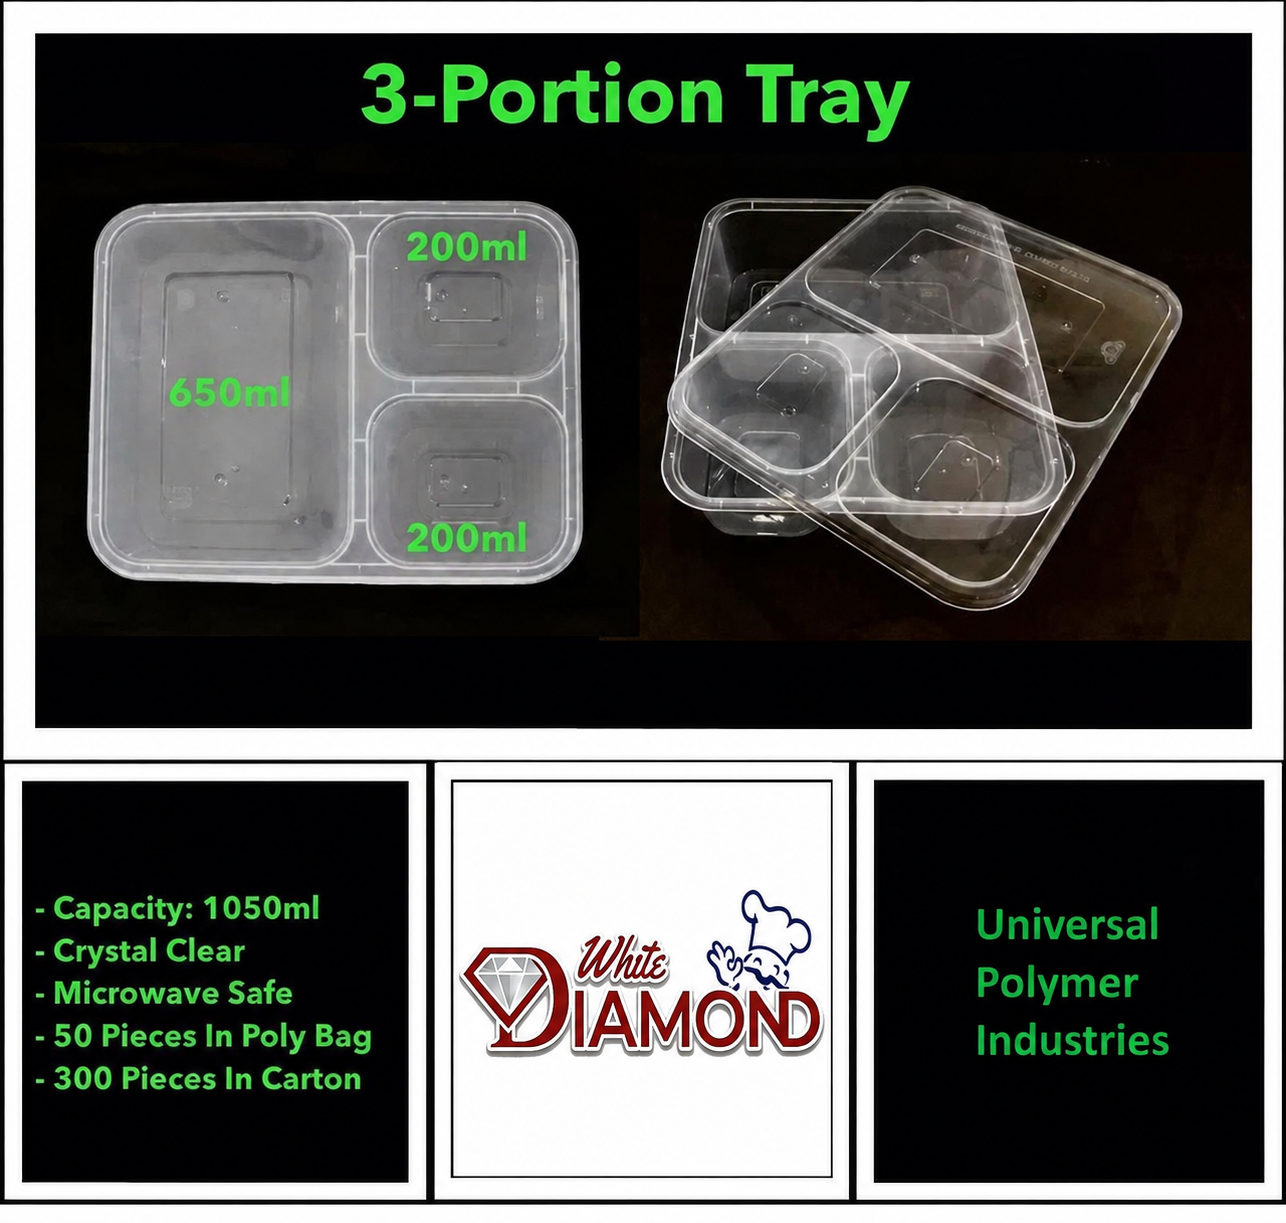 3-Portion Tray
200ml
650ml
200ml
- Capacity: 1050ml
- Crystal Clear
- Microwave Safe
- 50 Pieces In Poly Bag
- 300 Pieces In Carton
White
DIAMOND
Universal
Polymer
Industries